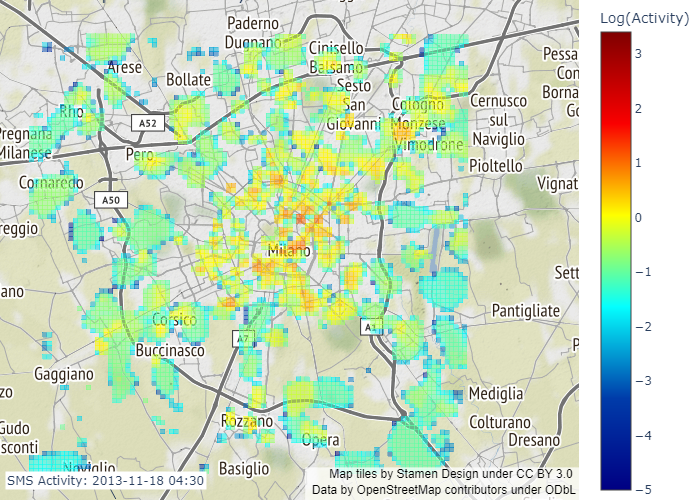 Paderno
Dugnano
Cinisello
Balsamo
Arese
Bollate
Sesto
San
Giovanni
Rho
A52
Cologno
Monzese
Vimodrone
Cernusco
sul
Naviglio
Pessa
Con
Borna
Go
Pregnana
Milanese
Pero
Pioltello
Cornaredo
A50
Vignat
reggio
Milano
Sett
ano
Corsico
Pantigliate
A7
A1
P
Buccinasco
Gaggiano
zo
Mediglia
Rozzano
Colturano
Gudo
Dresano
sconti
Opera
Noviglio
Basiglio
SMS Activity: 2013-11-18 04:30
Map tiles by Stamen Design under CC BY 3.0
Data by OpenStreetMap contributors under ODbL
Log(Activity)
3
2
1
0
−1
−2
−3
−4
−5